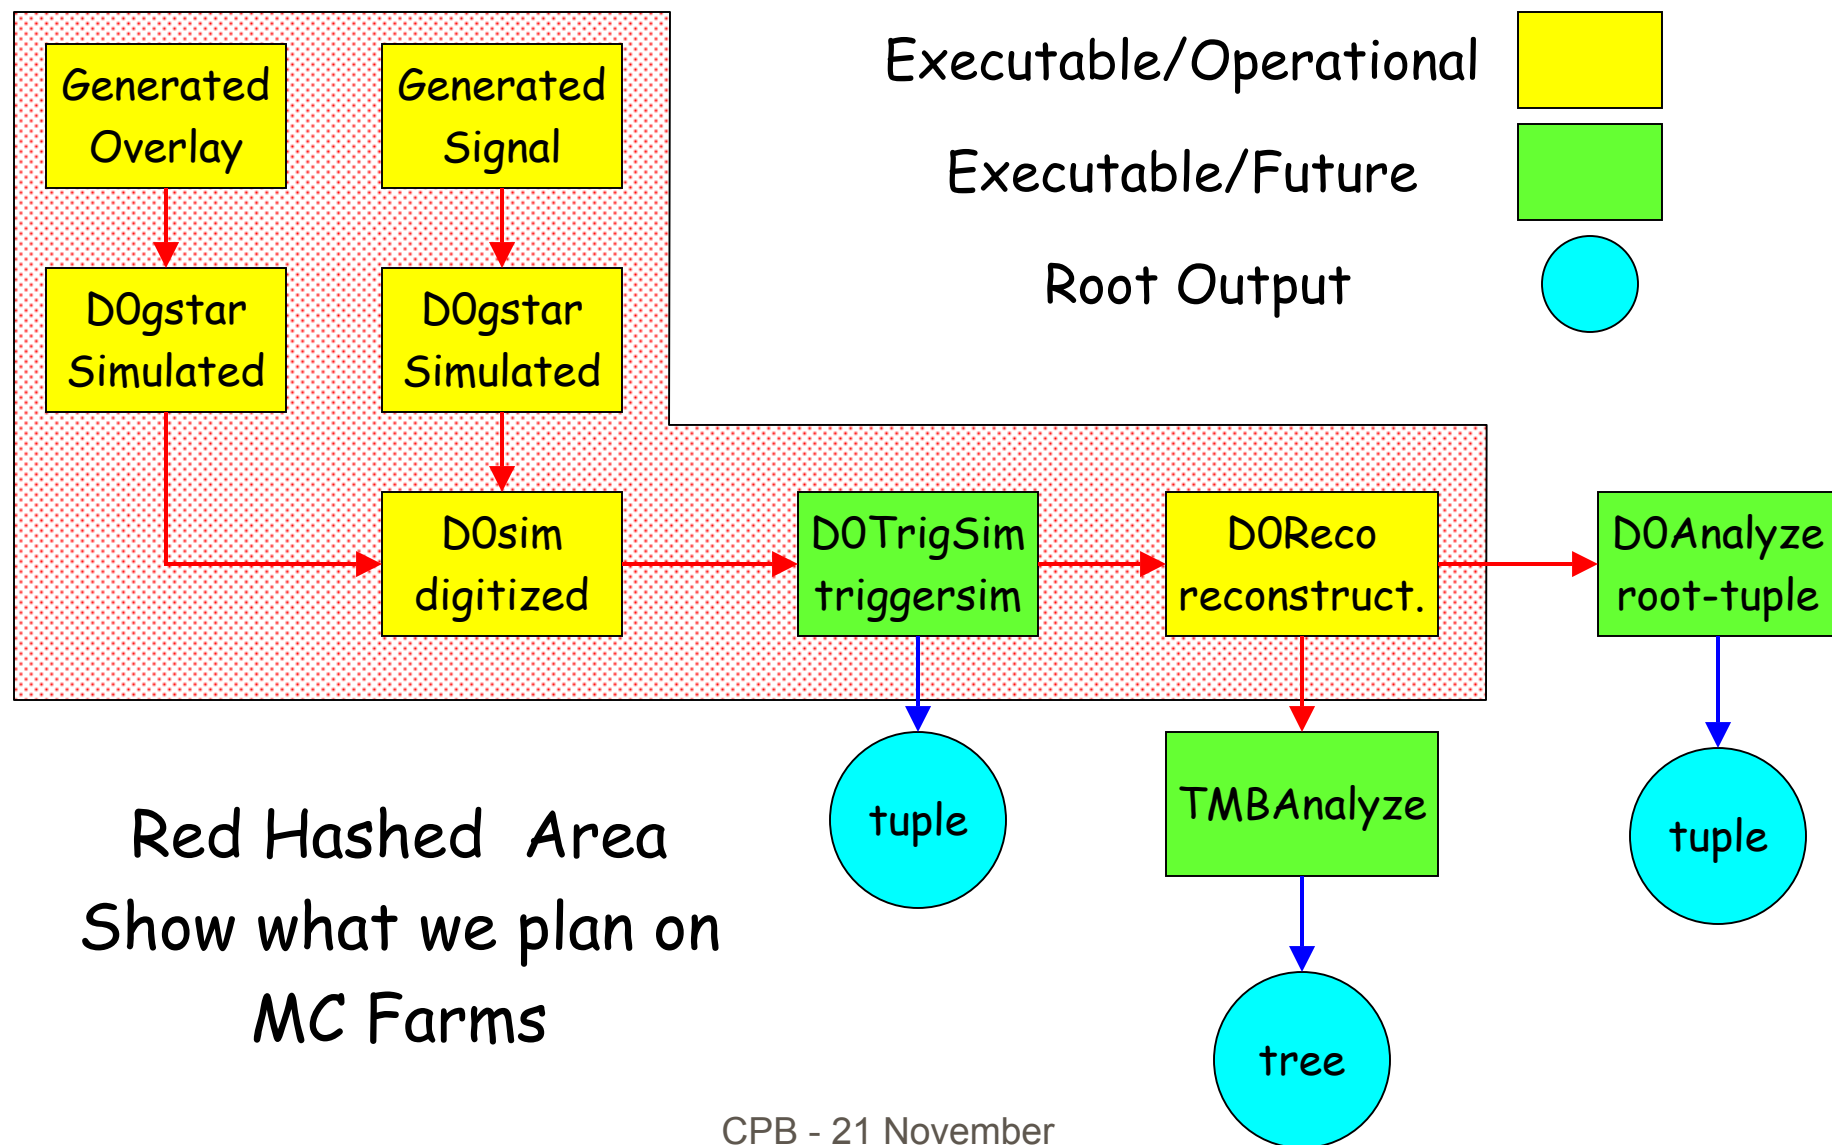 Generated
Overlay
Generated
Signal
Executable/Operational
Executable/Future
Root Output
D0gstar
Simulated
D0gstar
Simulated
D0sim
digitized
D0TrigSim
triggersim
D0Reco
reconstruct.
D0Analyze
root-tuple
tuple
TMBAnalyze
tuple
tree
Red Hashed  Area
Show what we plan on
MC Farms
CPB - 21 November